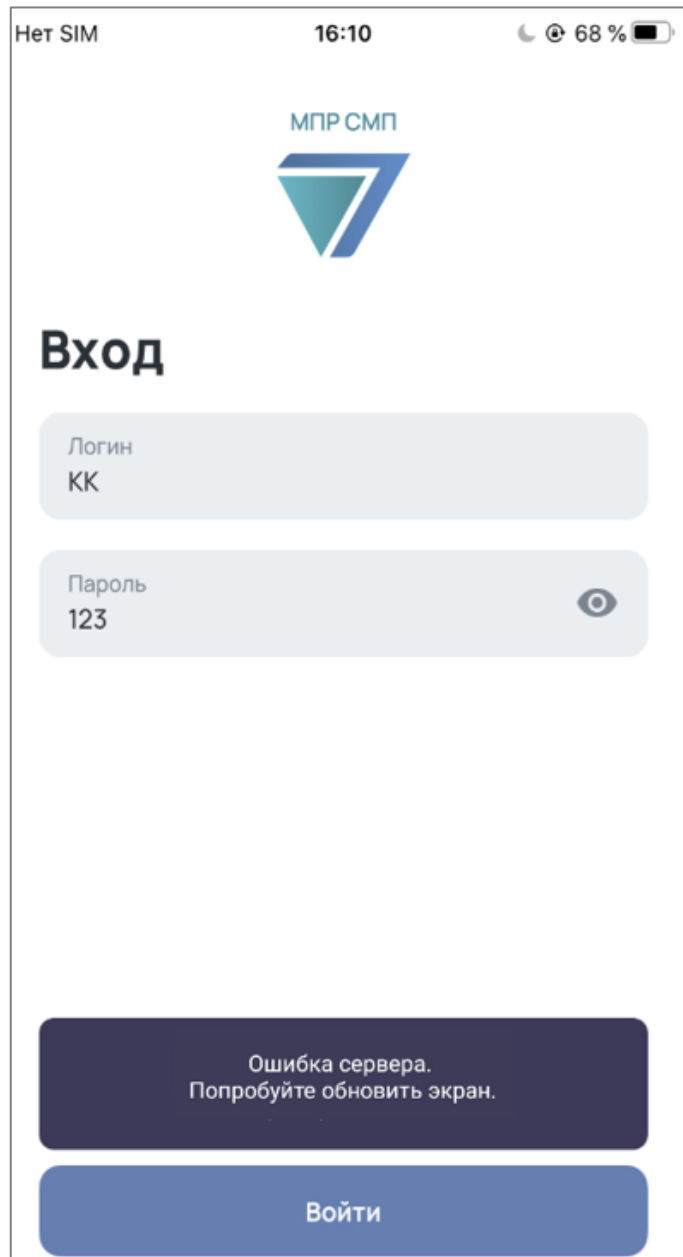 Нет SIM
16:10
68 %
МПР СМП
Вход
Логин
КК
Пароль
123
Ошибка сервера.
Попробуйте обновить экран.
Войти